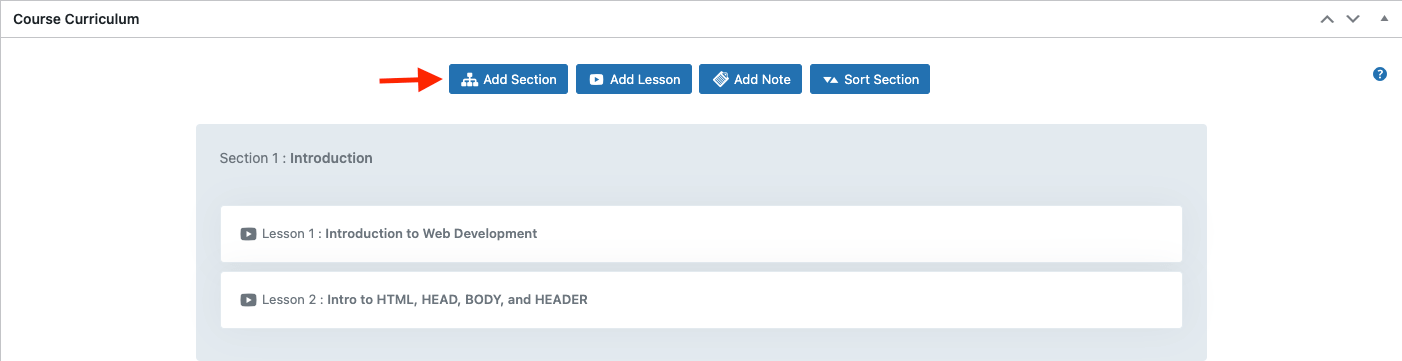 Course Curriculum
Add Section Add Lesson Add Note Sort Section
?
Section 1 : Introduction
Lesson 1 : Introduction to Web Development
Lesson 2 : Intro to HTML, HEAD, BODY, and HEADER